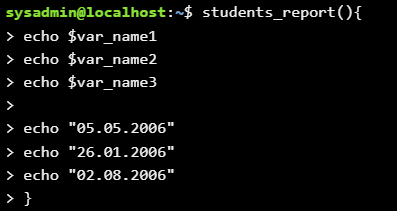 sysadmin@localhost:~$ students_report(){
> echo $var_name1
> echo $var_name2
> echo $var_name3
>
> echo "05.05.2006"
> echo "26.01.2006"
> echo "02.08.2006"
> }